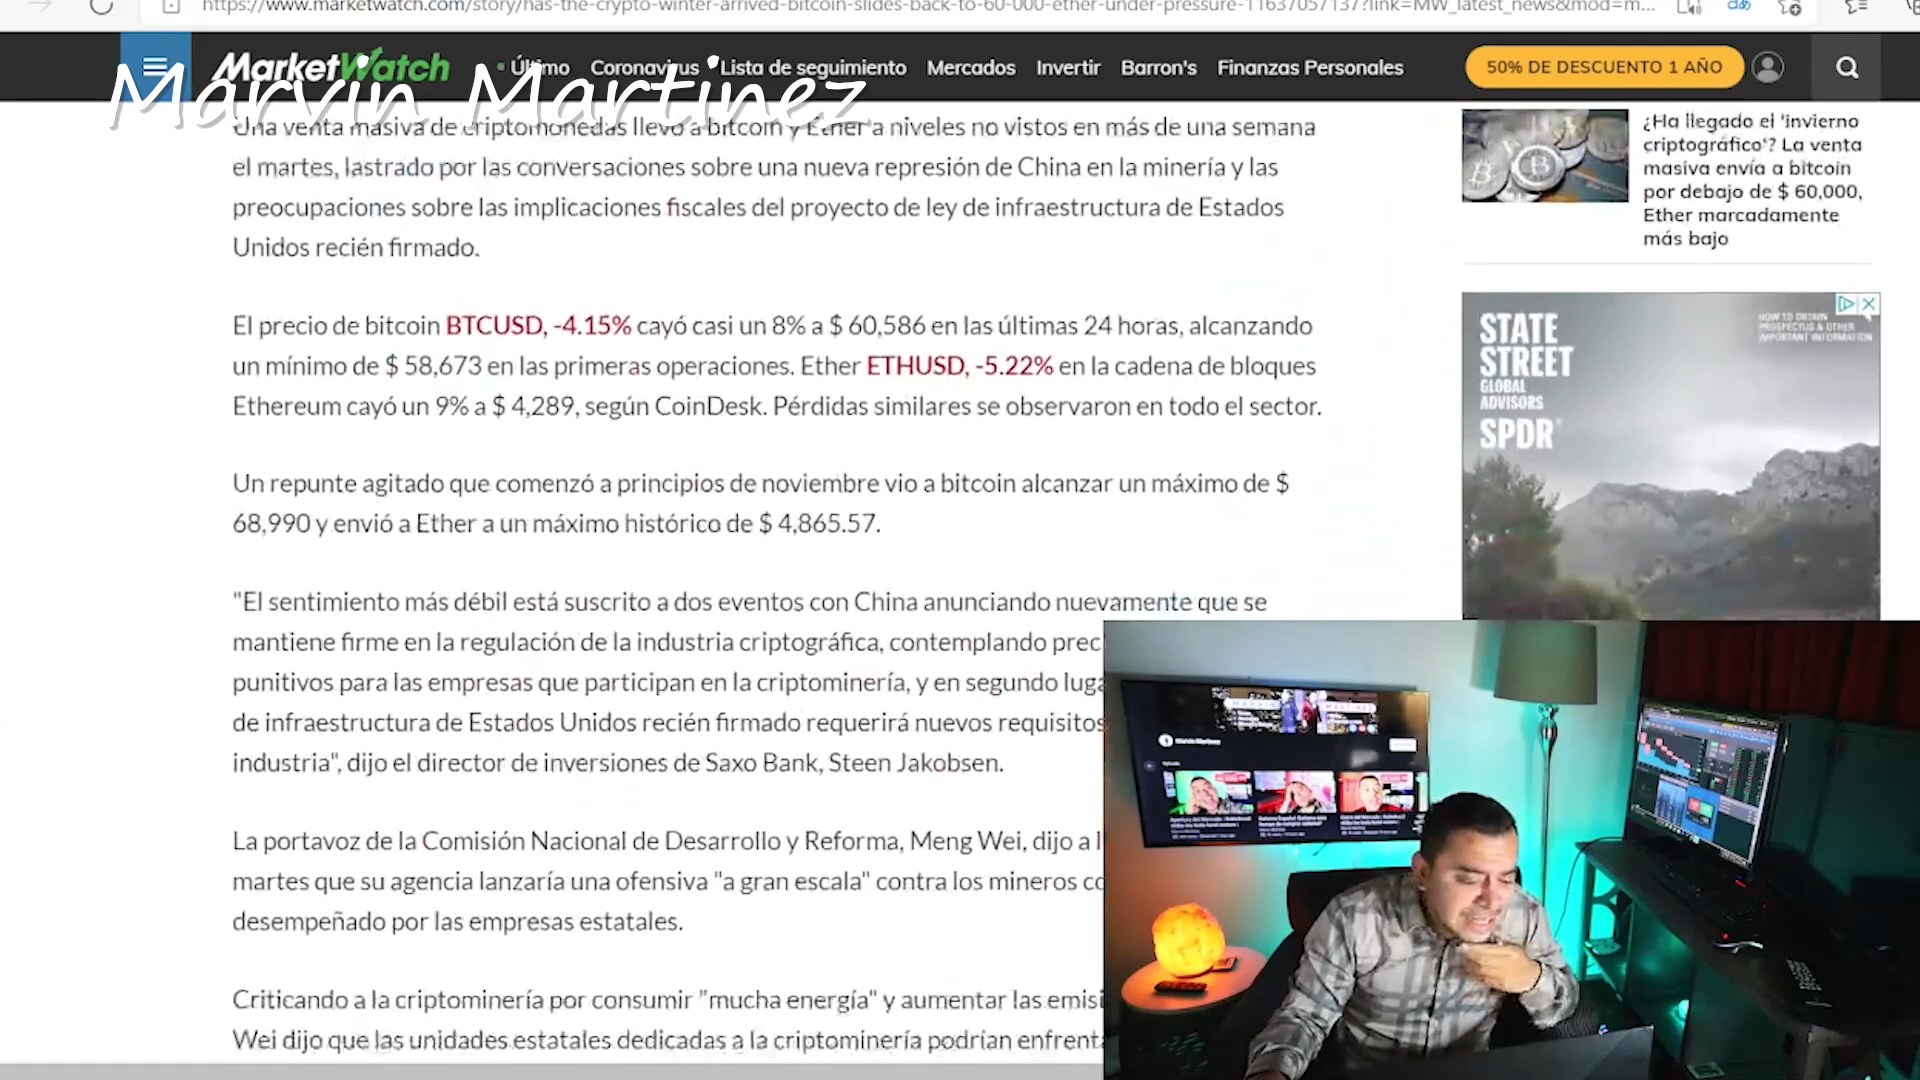 https://www.marketwatch.com/story/has-the-crypto-winter-arrived-bitcoin-slides-back-to-60-000-ether-under-pressure-11637057137?link=MW_latest_news&mod=m...
MarketWatch
Último Coronavirus Lista de seguimiento Mercados Invertir Barron's Finanzas Personales
50% DE DESCUENTO 1 AÑO
Marvin Martinez
Una venta masiva de criptomonedas llevó a bitcoin y Ether a niveles no vistos en más de una semana
el martes, lastrado por las conversaciones sobre una nueva represión de China en la minería y las
preocupaciones sobre las implicaciones fiscales del proyecto de ley de infraestructura de Estados
Unidos recién firmado.
El precio de bitcoin BTCUSD, -4.15% cayó casi un 8% a $ 60,586 en las últimas 24 horas, alcanzando
un mínimo de $ 58,673 en las primeras operaciones. Ether ETHUSD, -5.22% en la cadena de bloques
Ethereum cayó un 9% a $ 4,289, según CoinDesk. Pérdidas similares se observaron en todo el sector.
Un repunte agitado que comenzó a principios de noviembre vio a bitcoin alcanzar un máximo de $
68,990 y envió a Ether a un máximo histórico de $ 4,865.57.
"El sentimiento más débil está suscrito a dos eventos con China anunciando nuevamente que se
mantiene firme en la regulación de la industria criptográfica, contemplando prec
punitivos para las empresas que participan en la criptominería, y en segundo luga
de infraestructura de Estados Unidos recién firmado requerirá nuevos requisitos
industria", dijo el director de inversiones de Saxo Bank, Steen Jakobsen.
La portavoz de la Comisión Nacional de Desarrollo y Reforma, Meng Wei, dijo a l
martes que su agencia lanzaría una ofensiva "a gran escala" contra los mineros co
desempeñado por las empresas estatales.
Criticando a la criptominería por consumir "mucha energía" y aumentar las emisi
Wei dijo que las unidades estatales dedicadas a la criptominería podrían enfrent
¿Ha llegado el 'invierno
criptográfico'? La venta
masiva envía a bitcoin
por debajo de $ 60,000,
Ether marcadamente
más bajo
STATE
STREET
GLOBAL
ADVISORS
SPDR
HOW TO OBTAIN
PROSPECTUS & OTHER
IMPORTANT INFORMATION
MARVIN MARTINEZ
Marvin Martinez